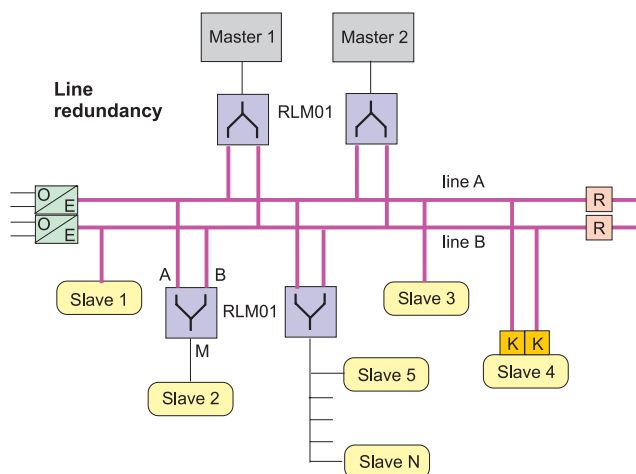 Master 1
Master 2
Line
redundancy
RLM01
line A
O
E
R
O
E
R
line B
Slave 1
A
B
RLM01
Slave 3
M
K
K
Slave 4
Slave 2
Slave 5
Slave N